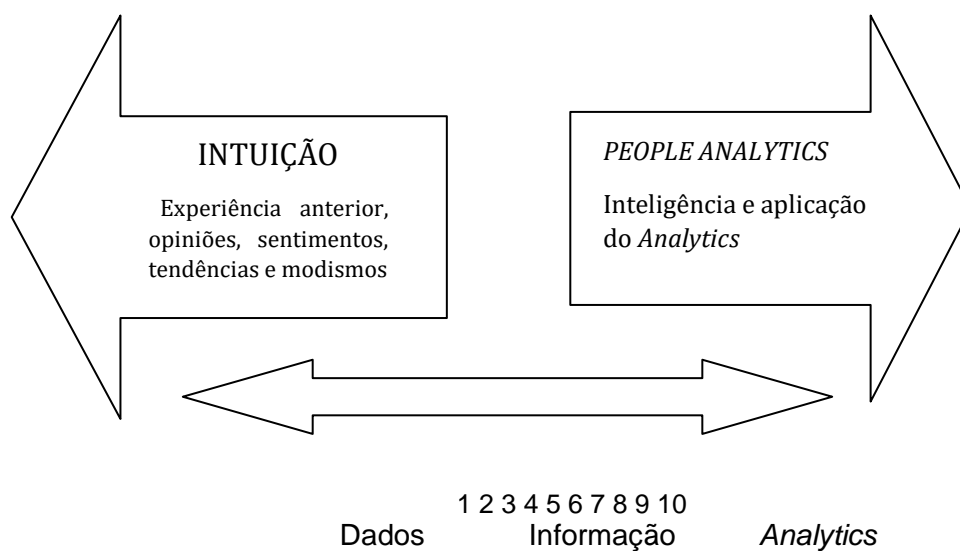 INTUIÇÃO
Experiência anterior,
opiniões, sentimentos,
tendências e modismos
PEOPLE ANALYTICS
Inteligência e aplicação
do Analytics
1 2 3 4 5 6 7 8 9 10
Dados Informação Analytics